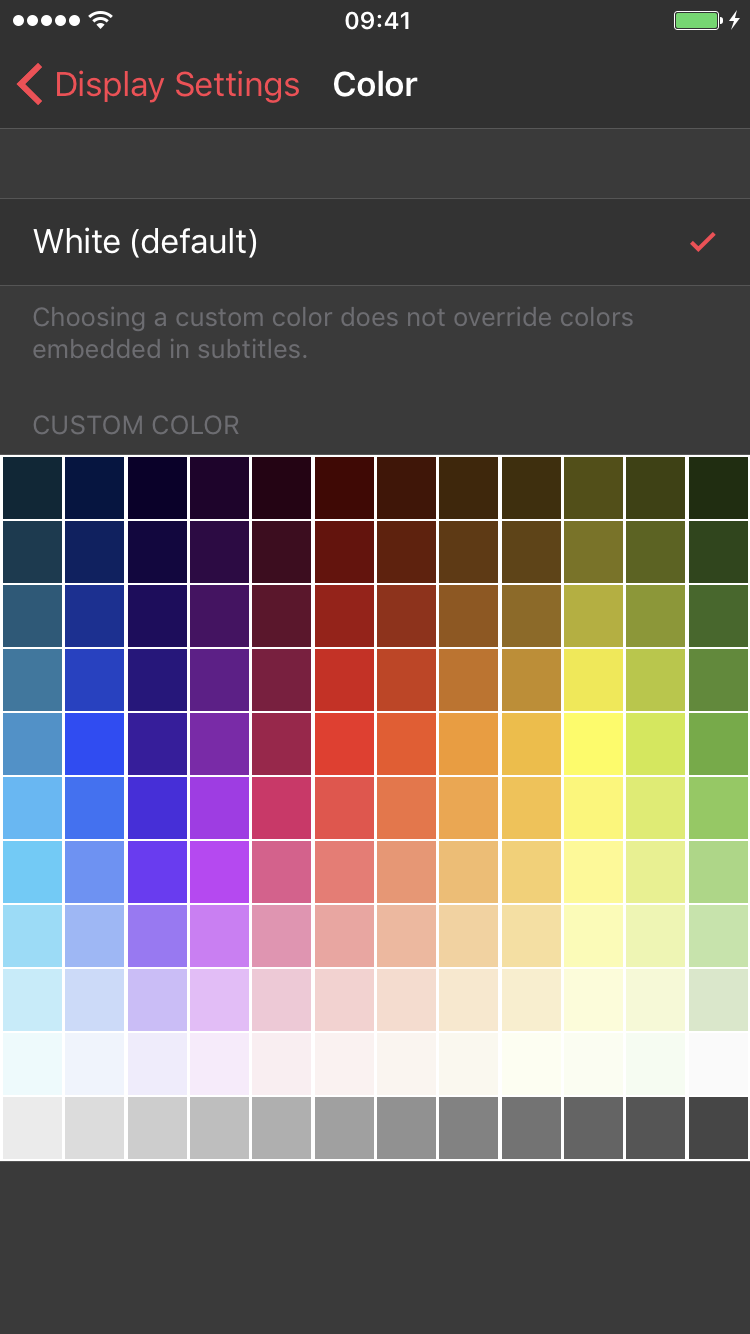 09:41
Display Settings Color
White (default)
Choosing a custom color does not override colors
embedded in subtitles.
CUSTOM COLOR